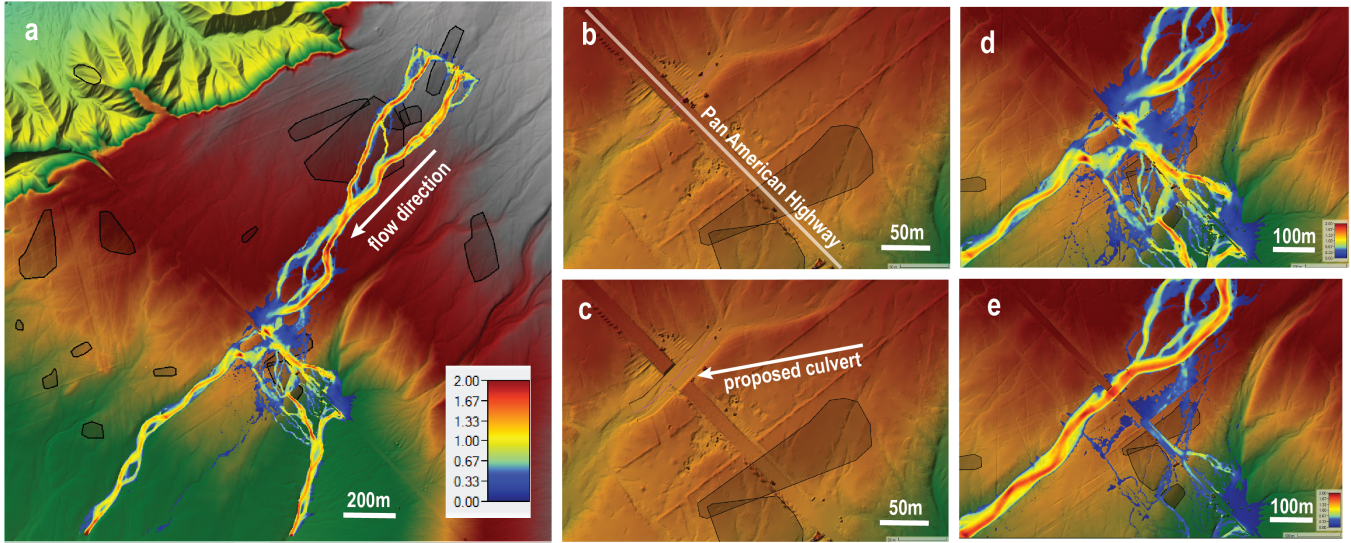 a
flow direction
2.00
1.67
1.33
1.00
0.67
0.33
0.00
200m
b
Pan American Highway
50m
c
proposed culvert
50m
d
100m
e
100m